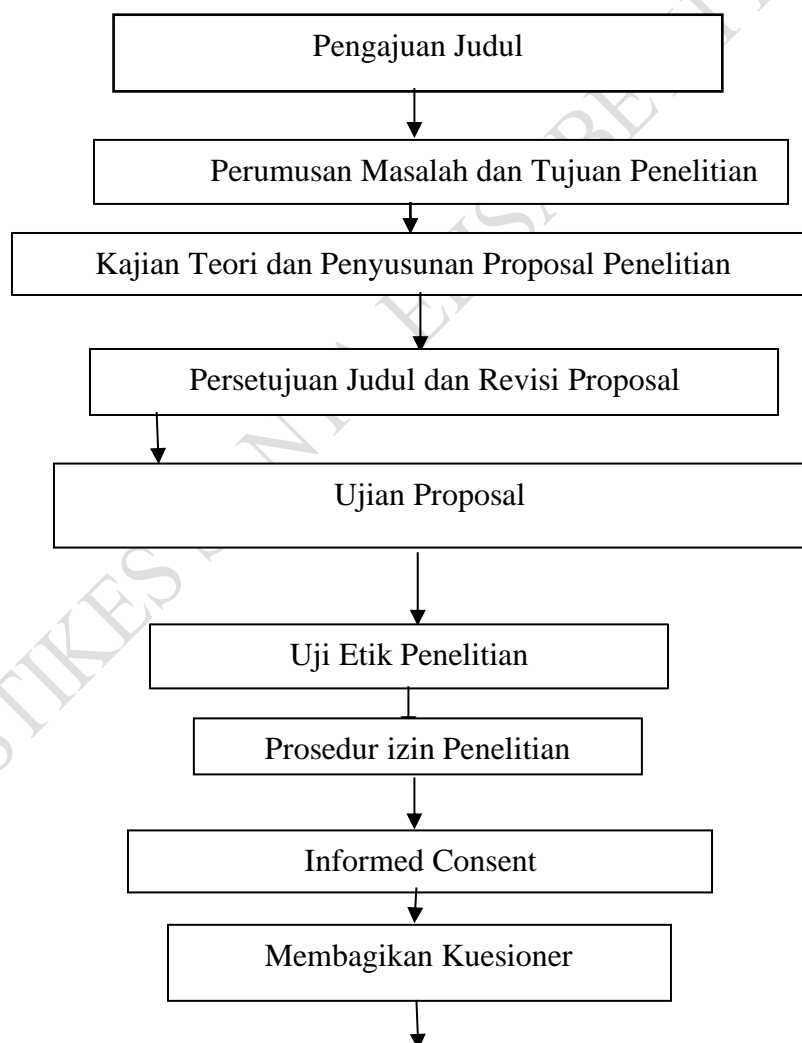 Pengajuan Judul
Perumusan Masalah dan Tujuan Penelitian
Kajian Teori dan Penyusunan Proposal Penelitian
Persetujuan Judul dan Revisi Proposal
Ujian Proposal
Uji Etik Penelitian
Prosedur izin Penelitian
Informed Consent
Membagikan Kuesioner